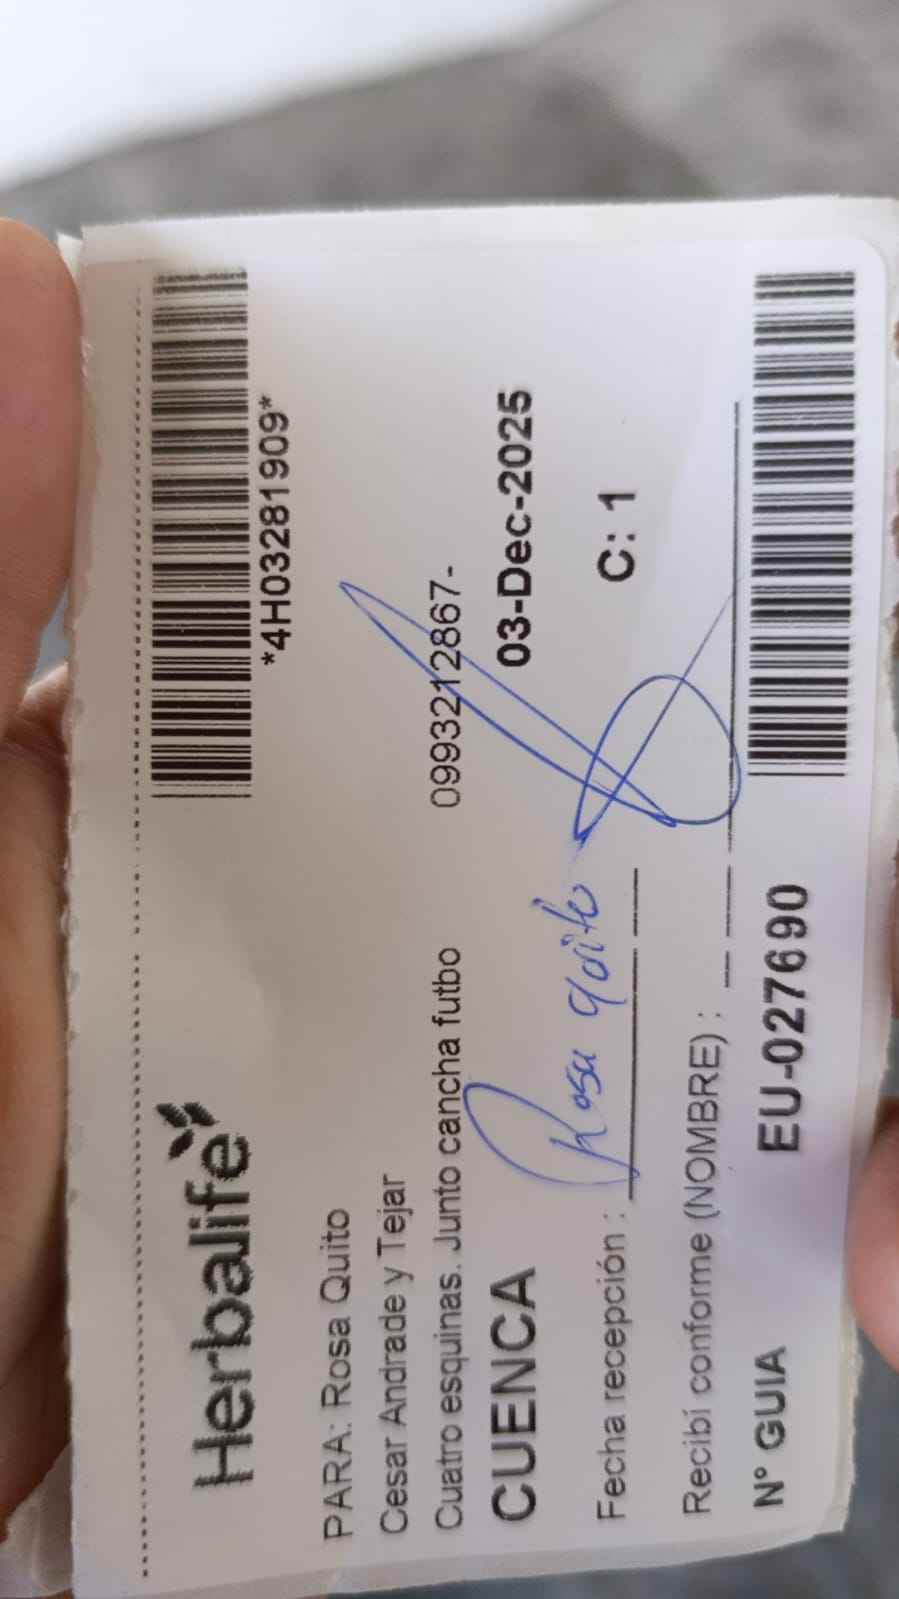 Herbalife
*4H03281909*
PARA: Rosa Quito
Cesar Andrade y Tejar
Cuatro esquinas. Junto cancha futbo 0993212867-
CUENCA 03-Dec-2025
Rosa Quito
Fecha recepción : C: 1
Recibí conforme (NOMBRE) :
N° GUIA EU-027690